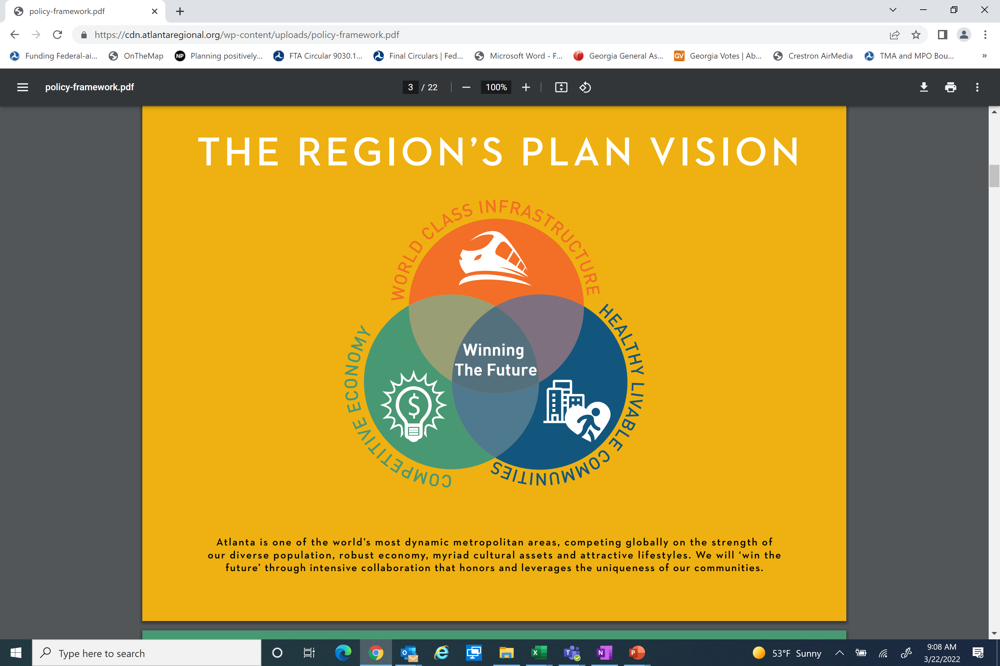 policy-framework.pdf
https://cdn.atlantaregional.org/wp-content/uploads/policy-framework.pdf
Funding Federal-ai... OnTheMap NP Planning positively... FTA Circular 9030.1... Final Circulars | Fed... Microsoft Word - F... Georgia General As... GV Georgia Votes | Ab... Crestron AirMedia TMA and MPO Bou... »
policy-framework.pdf 3 / 22 100%
THE REGION’S PLAN VISION
WORLD CLASS INFRASTRUCTURE
HEALTHY LIVABLE COMMUNITIES
COMPETITIVE ECONOMY
Winning
The Future
$
Atlanta is one of the world’s most dynamic metropolitan areas, competing globally on the strength of
our diverse population, robust economy, myriad cultural assets and attractive lifestyles. We will ‘win the
future’ through intensive collaboration that honors and leverages the uniqueness of our communities.
Type here to search
53°F Sunny
9:08 AM
3/22/2022